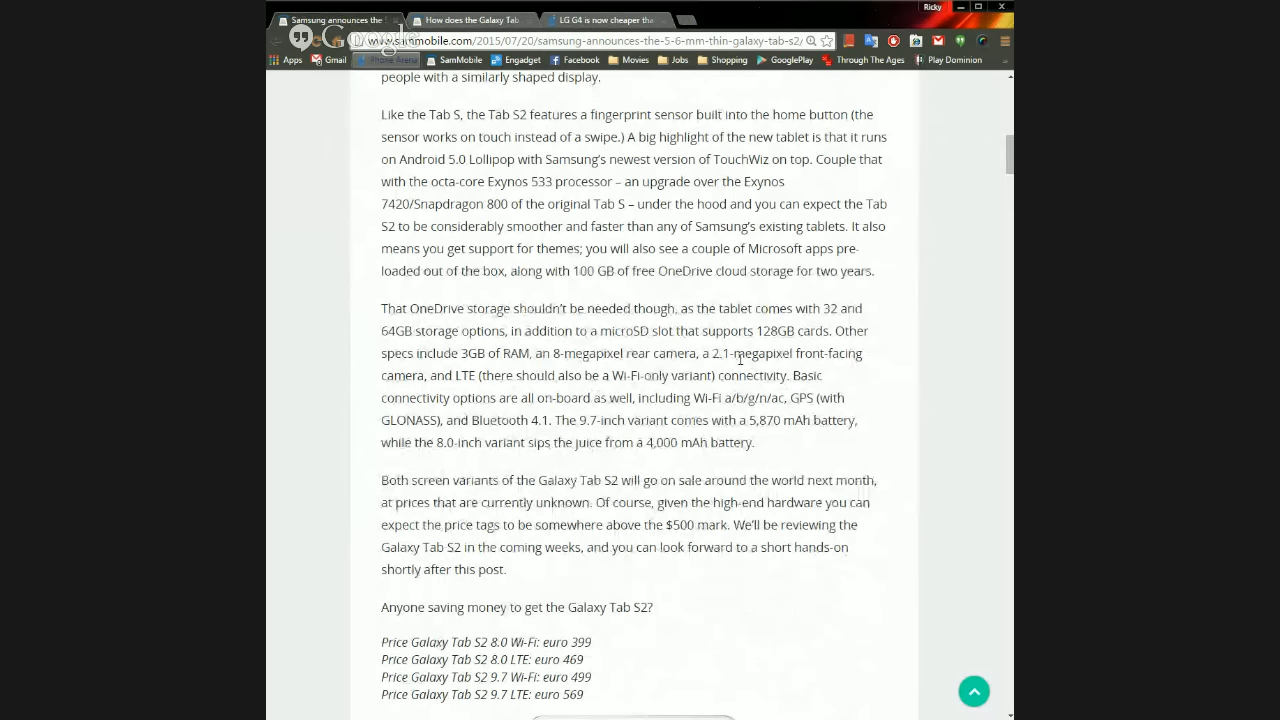 Ricky
Samsung announces the 5
How does the Galaxy Tab
LG G4 is now cheaper tha
Google
www.sammobile.com/2015/07/20/samsung-announces-the-5-6-mm-thin-galaxy-tab-s2/
Apps Gmail Phone Arena SamMobile Engadget Facebook Movies Jobs Shopping GooglePlay Through The Ages Play Dominion
people with a similarly shaped display.
Like the Tab S, the Tab S2 features a fingerprint sensor built into the home button (the
sensor works on touch instead of a swipe.) A big highlight of the new tablet is that it runs
on Android 5.0 Lollipop with Samsung's newest version of TouchWiz on top. Couple that
with the octa-core Exynos 533 processor – an upgrade over the Exynos
7420/Snapdragon 800 of the original Tab S – under the hood and you can expect the Tab
S2 to be considerably smoother and faster than any of Samsung's existing tablets. It also
means you get support for themes; you will also see a couple of Microsoft apps pre-
loaded out of the box, along with 100 GB of free OneDrive cloud storage for two years.
That OneDrive storage shouldn't be needed though, as the tablet comes with 32 and
64GB storage options, in addition to a microSD slot that supports 128GB cards. Other
specs include 3GB of RAM, an 8-megapixel rear camera, a 2.1-megapixel front-facing
camera, and LTE (there should also be a Wi-Fi-only variant) connectivity. Basic
connectivity options are all on-board as well, including Wi-Fi a/b/g/n/ac, GPS (with
GLONASS), and Bluetooth 4.1. The 9.7-inch variant comes with a 5,870 mAh battery,
while the 8.0-inch variant sips the juice from a 4,000 mAh battery.
Both screen variants of the Galaxy Tab S2 will go on sale around the world next month,
at prices that are currently unknown. Of course, given the high-end hardware you can
expect the price tags to be somewhere above the $500 mark. We'll be reviewing the
Galaxy Tab S2 in the coming weeks, and you can look forward to a short hands-on
shortly after this post.
Anyone saving money to get the Galaxy Tab S2?
Price Galaxy Tab S2 8.0 Wi-Fi: euro 399
Price Galaxy Tab S2 8.0 LTE: euro 469
Price Galaxy Tab S2 9.7 Wi-Fi: euro 499
Price Galaxy Tab S2 9.7 LTE: euro 569